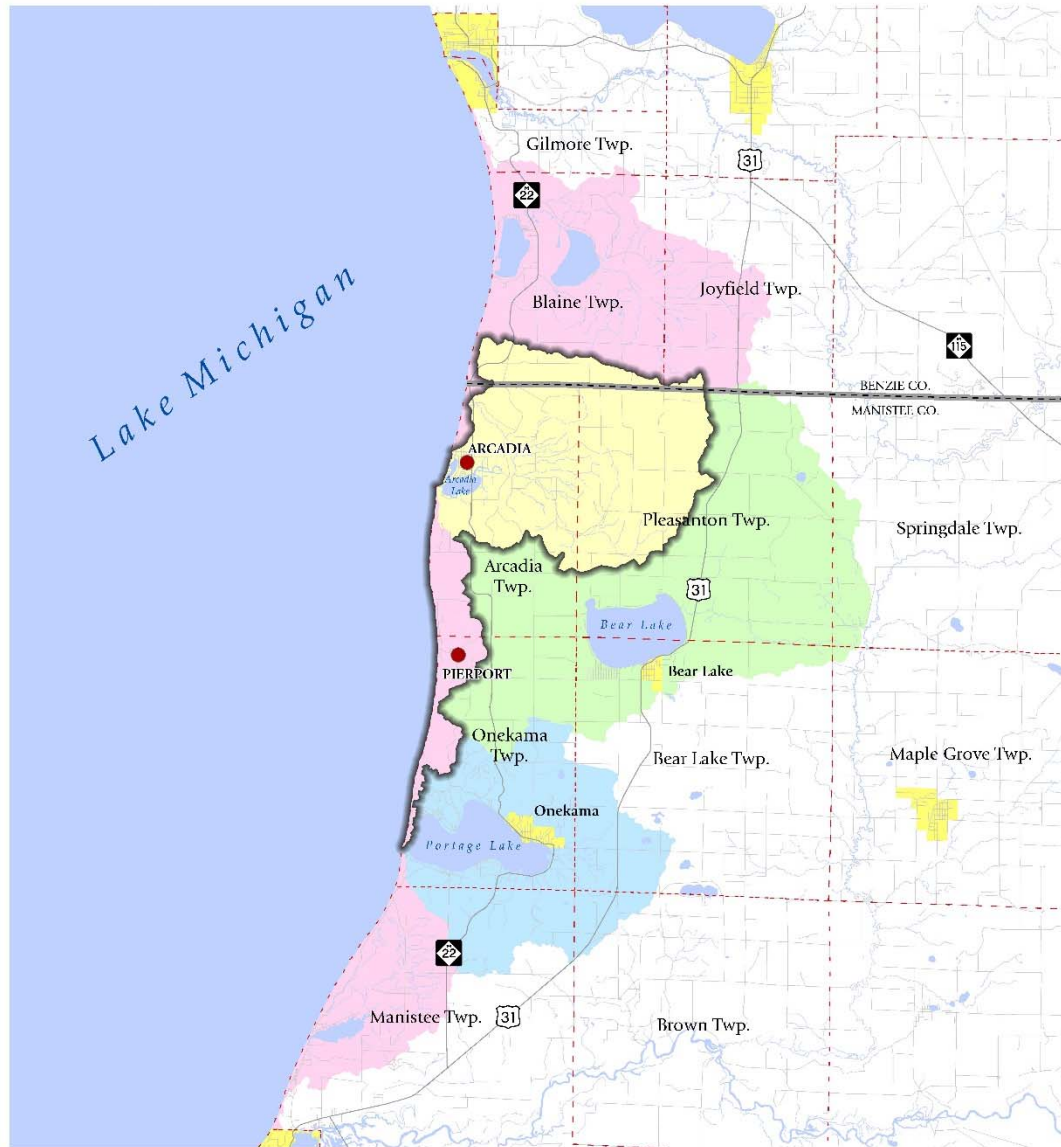 Gilmore Twp.
31
M
22
Lake Michigan
Blaine Twp.
Joyfield Twp.
M
115
BENZIE CO.
MANISTEE CO.
ARCADIA
Arcadia
Lake
Pleasanton Twp.
Springdale Twp.
Arcadia
Twp.
31
Bear Lake
PIERPORT
Bear Lake
Onekama
Twp.
Bear Lake Twp.
Maple Grove Twp.
Onekama
Portage Lake
M
22
Manistee Twp.
31
Brown Twp.